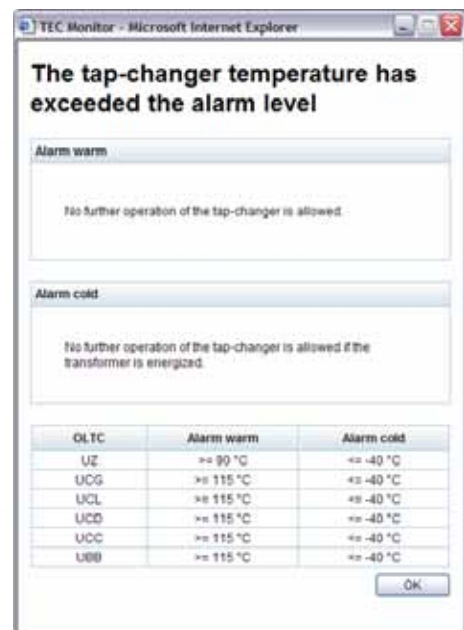 TEC Monitor - Microsoft Internet Explorer
The tap-changer temperature has
exceeded the alarm level
Alarm warm
No further operation of the tap-changer is allowed.
Alarm cold
No further operation of the tap-changer is allowed if the
transformer is energized.
OLTC Alarm warm Alarm cold
UZ >= 90 °C <= -40 °C
UCG >= 115 °C <= -40 °C
UCL >= 115 °C <= -40 °C
UCD >= 115 °C <= -40 °C
UCC >= 115 °C <= -40 °C
UBB >= 115 °C <= -40 °C
OK